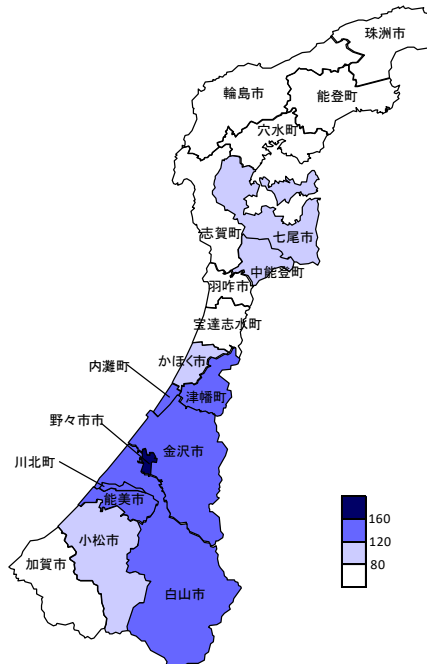 珠洲市
輪島市
能登町
穴水町
志賀町
七尾市
中能登町
羽咋市
宝達志水町
かほく市
内灘町
津幡町
野々市市
金沢市
川北町
能美市
小松市
加賀市
白山市
160
120
80